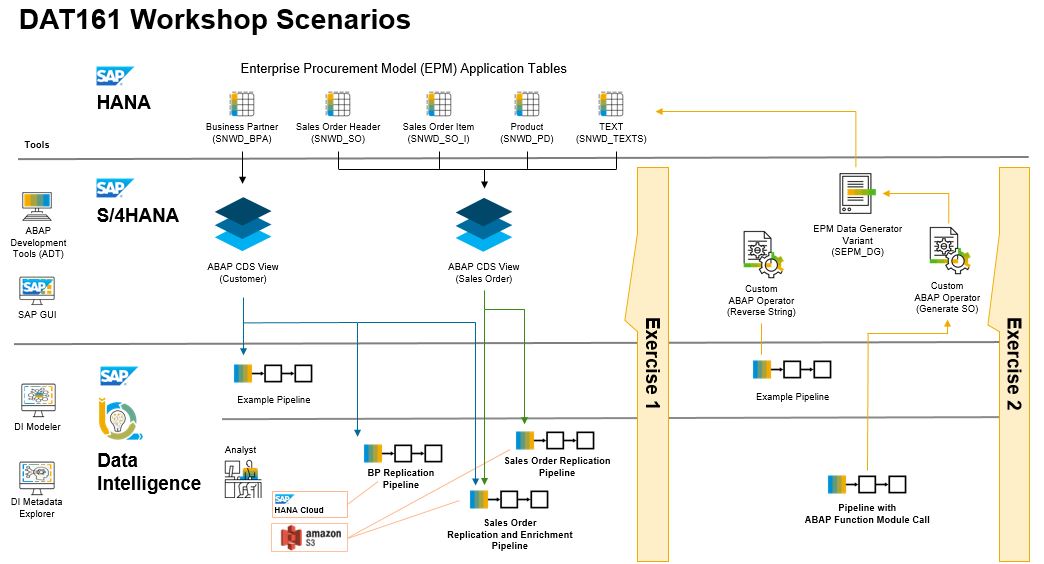 DAT161 Workshop Scenarios
SAP
HANA
Enterprise Procurement Model (EPM) Application Tables
Business Partner
(SNWD_BPA)
Sales Order Header
(SNWD_SO)
Sales Order Item
(SNWD_SO_I)
Product
(SNWD_PD)
TEXT
(SNWD_TEXTS)
Tools
SAP
S/4HANA
ABAP
Development
Tools (ADT)
SAP
SAP GUI
ABAP CDS View
(Customer)
ABAP CDS View
(Sales Order)
Exercise 1
Custom
ABAP Operator
(Reverse String)
EPM Data Generator
Variant
(SEPM_DG)
Custom
ABAP Operator
(Generate SO)
Exercise 2
SAP
Data
Intelligence
DI Modeler
DI Metadata
Explorer
Example Pipeline
Example Pipeline
Analyst
BP Replication
Pipeline
Sales Order Replication
Pipeline
SAP
HANA Cloud
amazon
S3
Sales Order
Replication and Enrichment
Pipeline
Pipeline with
ABAP Function Module Call